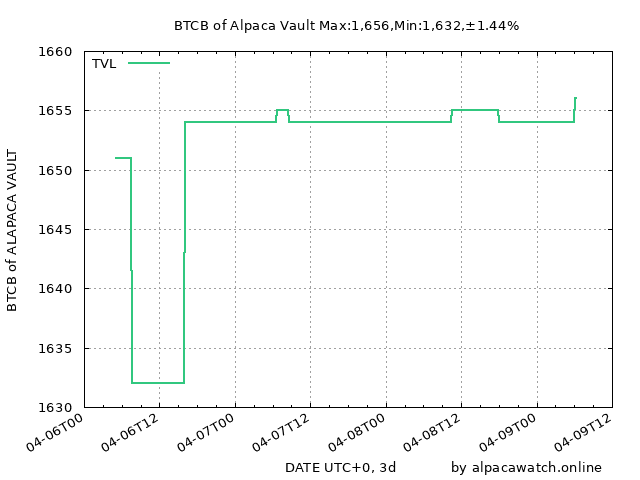 BTCB of Alpaca Vault Max:1,656,Min:1,632,±1.44%
TVL
BTCB of ALAPACA VAULT
1660
1655
1650
1645
1640
1635
1630
04-06T00
04-06T12
04-07T00
04-07T12
04-08T00
04-08T12
04-09T00
04-09T12
DATE UTC+0, 3d
by alpacawatch.online